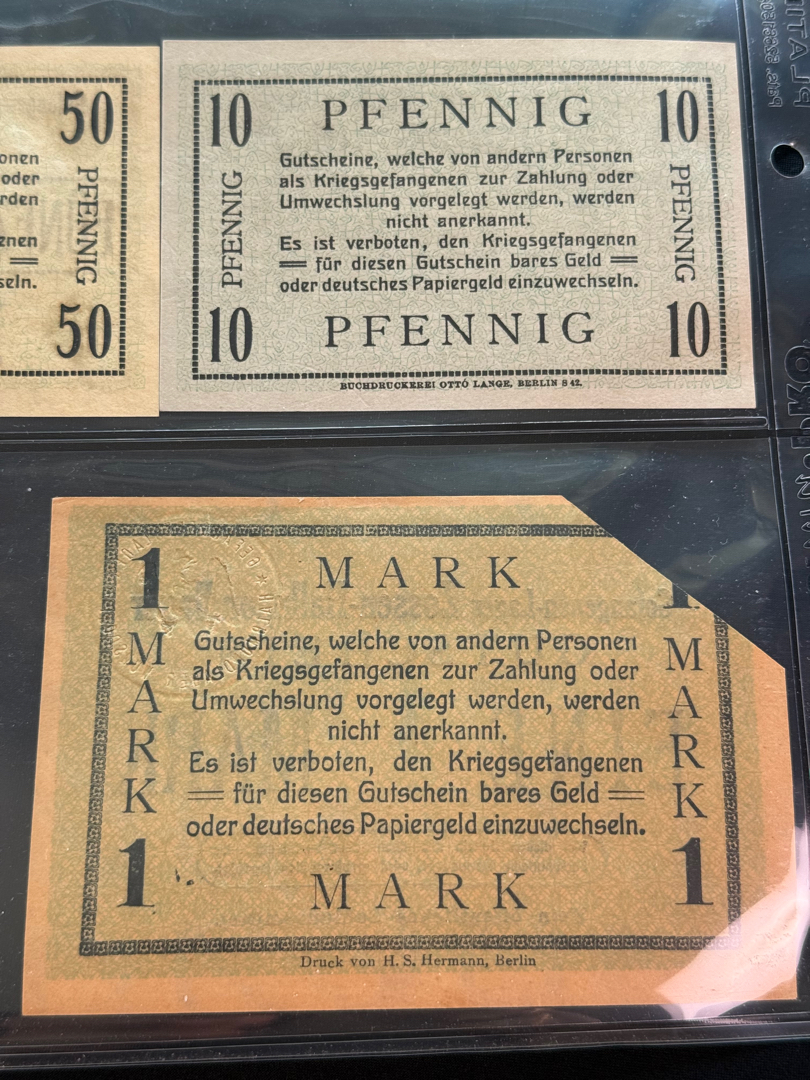 50
onen
oder
rden
PFENNIG
enen
seln.
50
10 PFENNIG 10
PFENNIG
Gutscheine, welche von andern Personen
als Kriegsgefangenen zur Zahlung oder
Umwechslung vorgelegt werden, werden
nicht anerkannt.
Es ist verboten, den Kriegsgefangenen
für diesen Gutschein bares Geld
oder deutsches Papiergeld einzuwechseln.
PFENNIG
10 PFENNIG 10
BUCHDRUCKEREI OTTO LANGE, BERLIN S 42.
1 MARK 1
MARK
Gutscheine, welche von andern Personen
als Kriegsgefangenen zur Zahlung oder
Umwechslung vorgelegt werden, werden
nicht anerkannt.
Es ist verboten, den Kriegsgefangenen
für diesen Gutschein bares Geld
oder deutsches Papiergeld einzuwechseln.
MARK
1 MARK 1
Druck von H. S. Hermann, Berlin